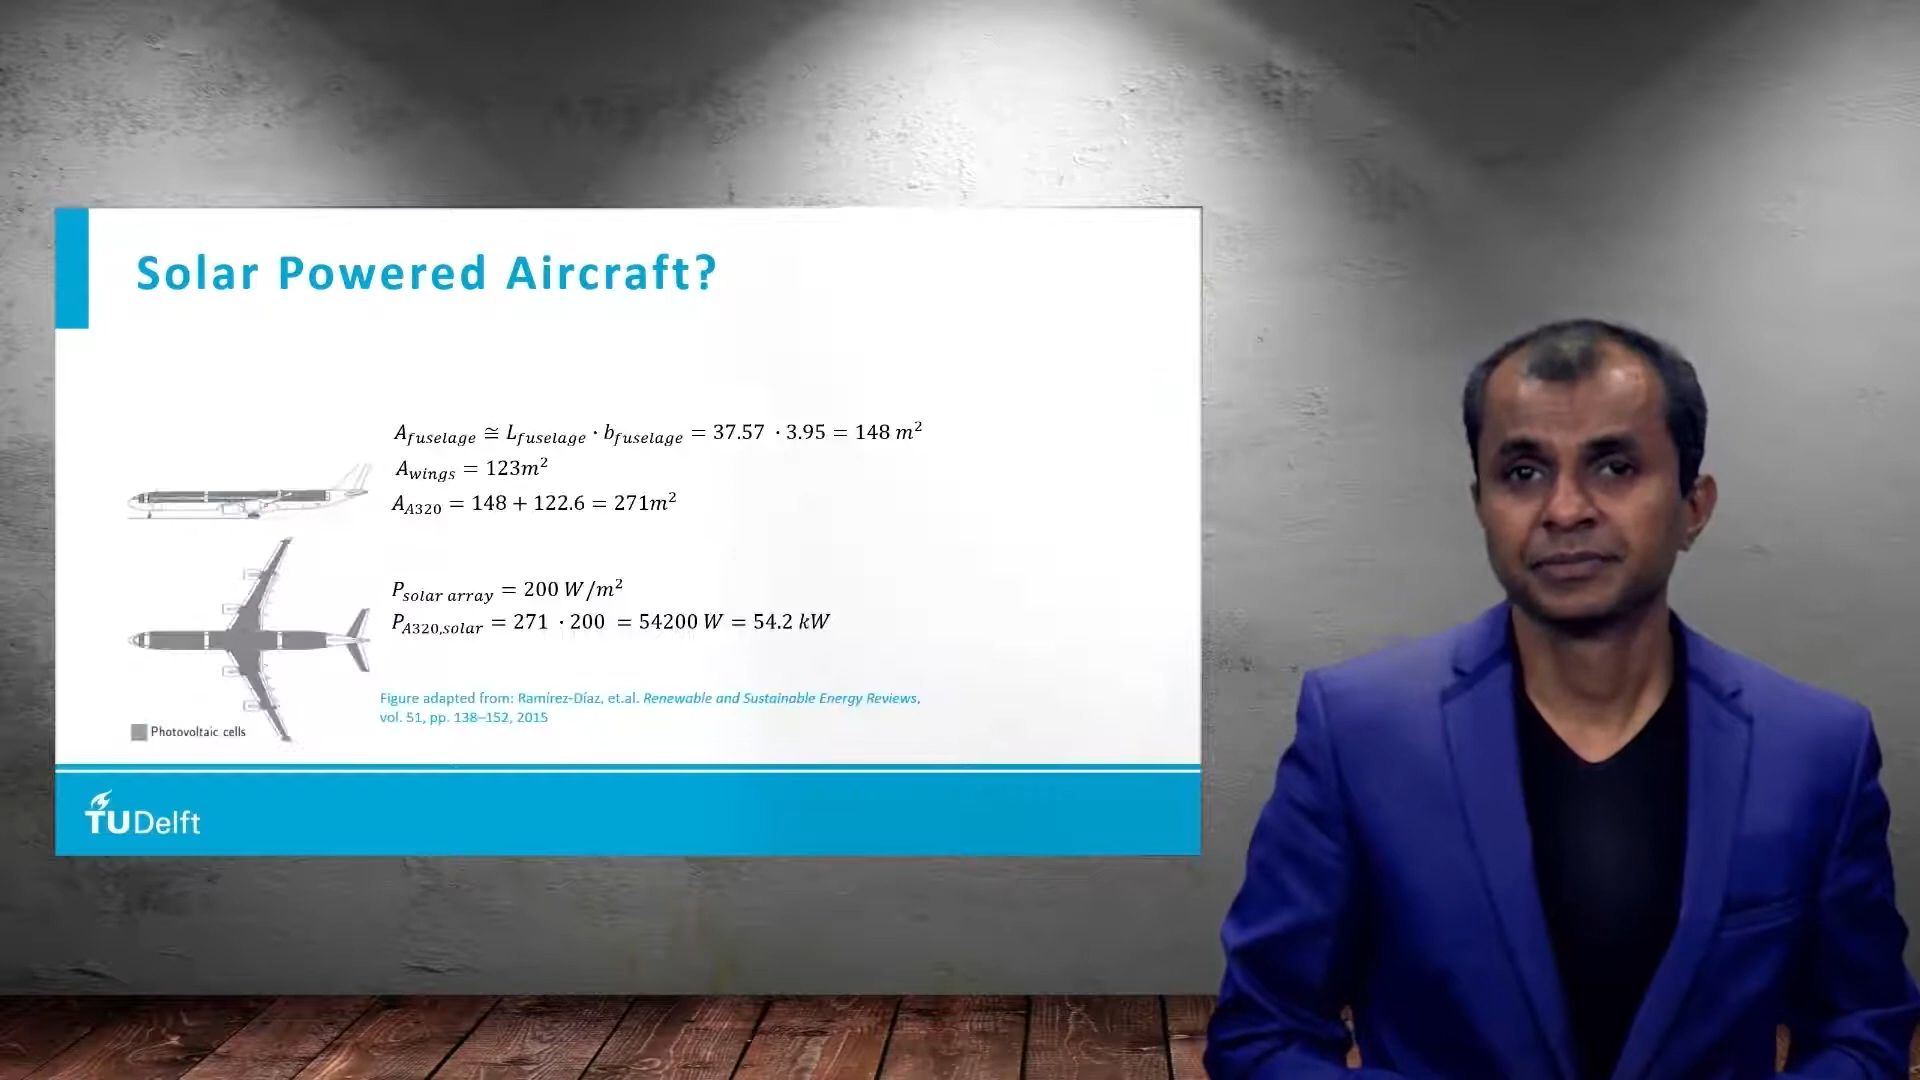 Solar Powered Aircraft?
A_fuselage ≅ L_fuselage · b_fuselage = 37.57 · 3.95 = 148 m²
A_wings = 123m²
A_A320 = 148 + 122.6 = 271m²
P_solar array = 200 W/m²
P_A320,solar = 271 · 200 = 54200 W = 54.2 kW
Figure adapted from: Ramírez-Díaz, et.al. Renewable and Sustainable Energy Reviews,
vol. 51, pp. 138–152, 2015
Photovoltaic cells
TUDelft